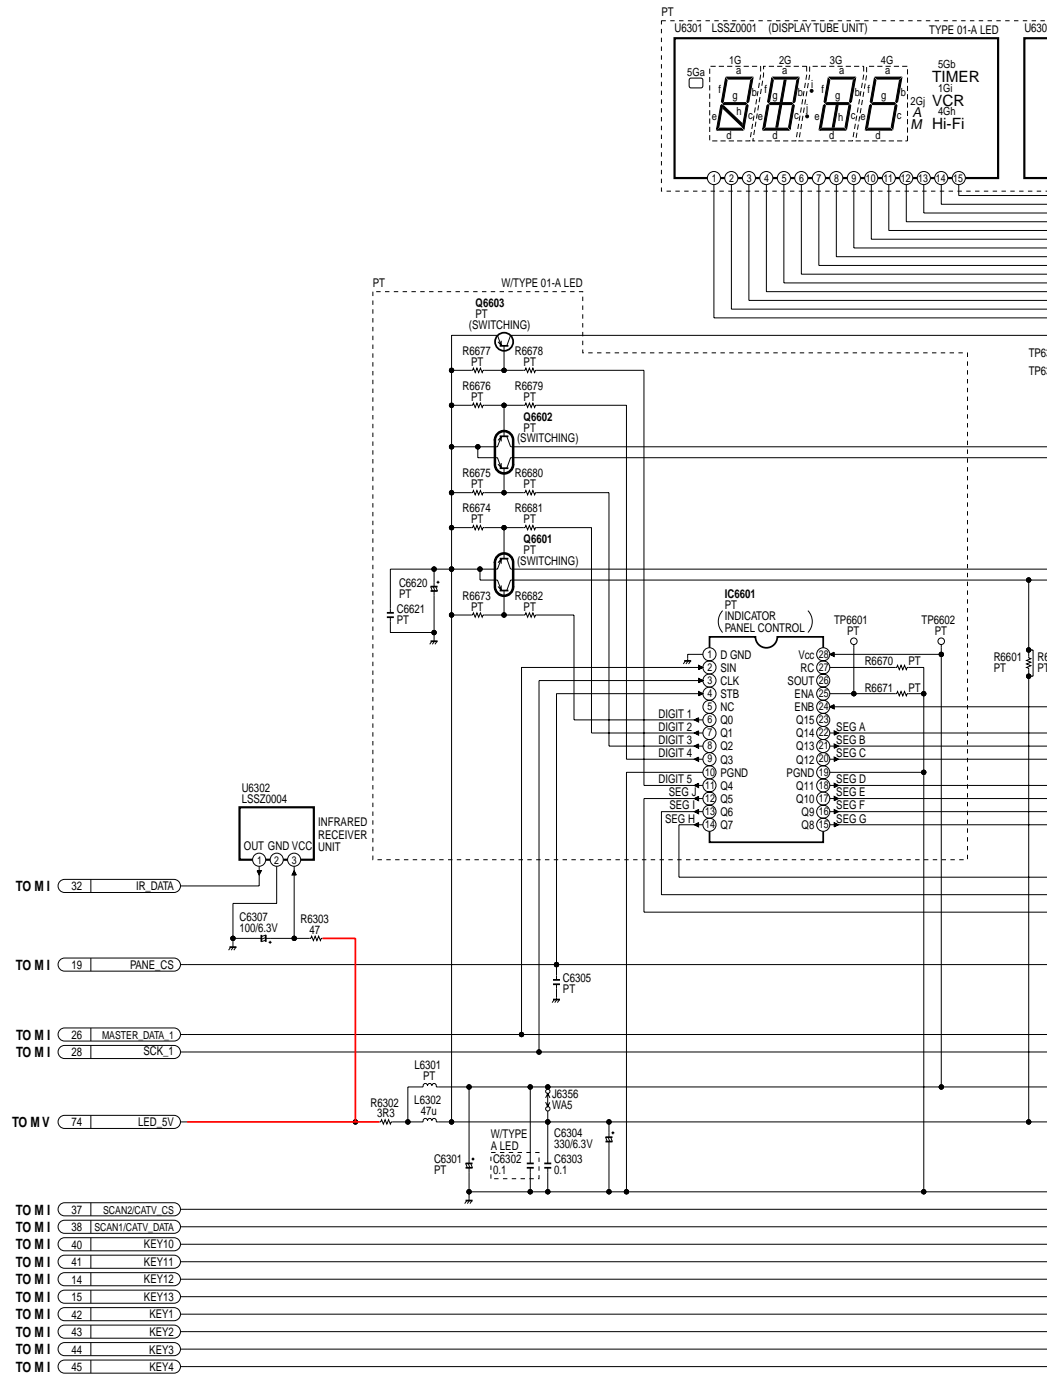 PT
U6301 LSSZ0001 (DISPLAY TUBE UNIT) TYPE 01-A LED
5Ga
1G 2G 3G 4G
a a a a
f g b e h c d
f g b e c d
i
j
f g b e h c d
f g b e c d
5Gb
TIMER
1Gi
VCR
4Gh
Hi-Fi
2Gj
A
M
1 2 3 4 5 6 7 8 9 10 11 12 13 14 15
PT W/TYPE 01-A LED
Q6603
PT
(SWITCHING)
R6677 R6678
PT PT
R6676 R6679
PT PT
Q6602
PT
(SWITCHING)
R6675 R6680
PT PT
R6674 R6681
PT PT
Q6601
PT
(SWITCHING)
C6620
PT
C6621
PT
R6673 R6682
PT PT
IC6601
PT
(INDICATOR PANEL CONTROL)
TP6601
PT
TP6602
PT
R6601
PT
R6670 PT
R6671 PT
1 D GND
2 SIN
3 CLK
4 STB
5 NC
DIGIT 1 6 Q0
DIGIT 2 7 Q1
DIGIT 3 8 Q2
DIGIT 4 9 Q3
10 PGND
DIGIT 5 11 Q4
SEG J 12 Q5
SEG I 13 Q6
SEG H 14 Q7
Vcc 28
RC 27
SOUT 26
ENA 25
ENB 24
Q15 23
Q14 22 SEG A
Q13 21 SEG B
Q12 20 SEG C
PGND 19
Q11 18 SEG D
Q10 17 SEG E
Q9 16 SEG F
Q8 15 SEG G
U6302
LSSZ0004
INFRARED
RECEIVER
UNIT
OUT GND VCC
1 2 3
TO M I 32 IR_DATA
C6307
100/6.3V
R6303
47
TO M I 19 PANE_CS
C6305
PT
TO M I 26 MASTER_DATA_1
TO M I 28 SCK_1
L6301
PT
L6302
47u
R6302
3R3
J6356
WA5
TO M V 74 LED_5V
W/TYPE
A LED
C6301
PT
C6302
0.1
C6303
0.1
C6304
330/6.3V
TO M I 37 SCAN2/CATV_CS
TO M I 38 SCAN1/CATV_DATA
TO M I 40 KEY10
TO M I 41 KEY11
TO M I 14 KEY12
TO M I 15 KEY13
TO M I 42 KEY1
TO M I 43 KEY2
TO M I 44 KEY3
TO M I 45 KEY4